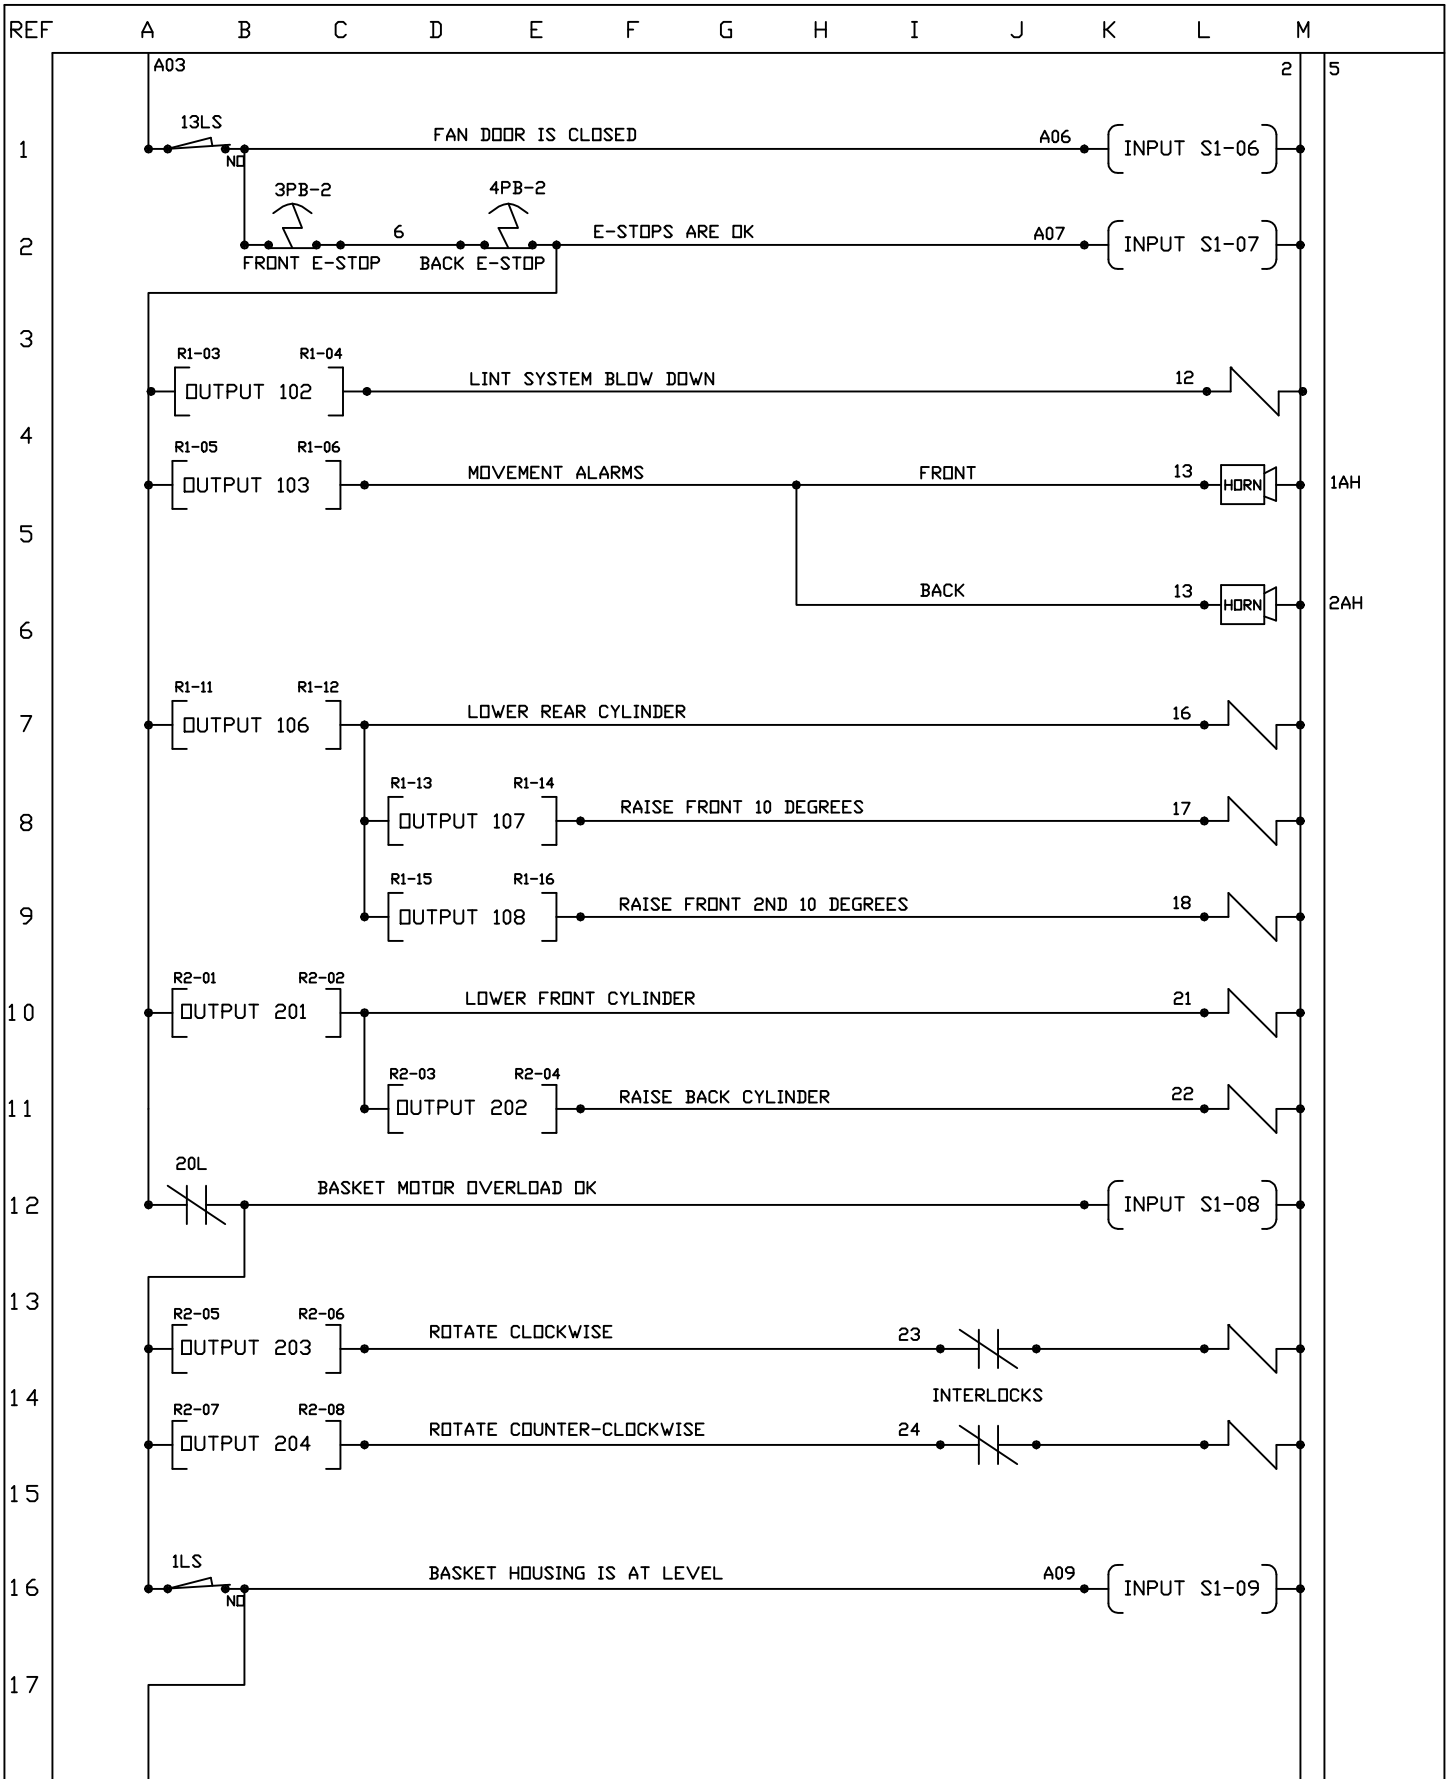 REF A B C D E F G H I J K L M
A03 2 5
13LS
1 NO FAN DOOR IS CLOSED A06 INPUT S1-06
3PB-2 4PB-2
2 6 E-STOPS ARE OK A07 INPUT S1-07
FRONT E-STOP BACK E-STOP
3
R1-03 R1-04
OUTPUT 102 LINT SYSTEM BLOW DOWN 12
4
R1-05 R1-06
OUTPUT 103 MOVEMENT ALARMS FRONT 13 HORN 1AH
5
BACK 13 HORN 2AH
6
R1-11 R1-12
7 OUTPUT 106 LOWER REAR CYLINDER 16
R1-13 R1-14
8 OUTPUT 107 RAISE FRONT 10 DEGREES 17
R1-15 R1-16
9 OUTPUT 108 RAISE FRONT 2ND 10 DEGREES 18
R2-01 R2-02
10 OUTPUT 201 LOWER FRONT CYLINDER 21
R2-03 R2-04
11 OUTPUT 202 RAISE BACK CYLINDER 22
20L
12 BASKET MOTOR OVERLOAD OK INPUT S1-08
13
R2-05 R2-06
OUTPUT 203 ROTATE CLOCKWISE 23
14 INTERLOCKS
R2-07 R2-08
OUTPUT 204 ROTATE COUNTER-CLOCKWISE 24
15
1LS
16 NO BASKET HOUSING IS AT LEVEL A09 INPUT S1-09
17